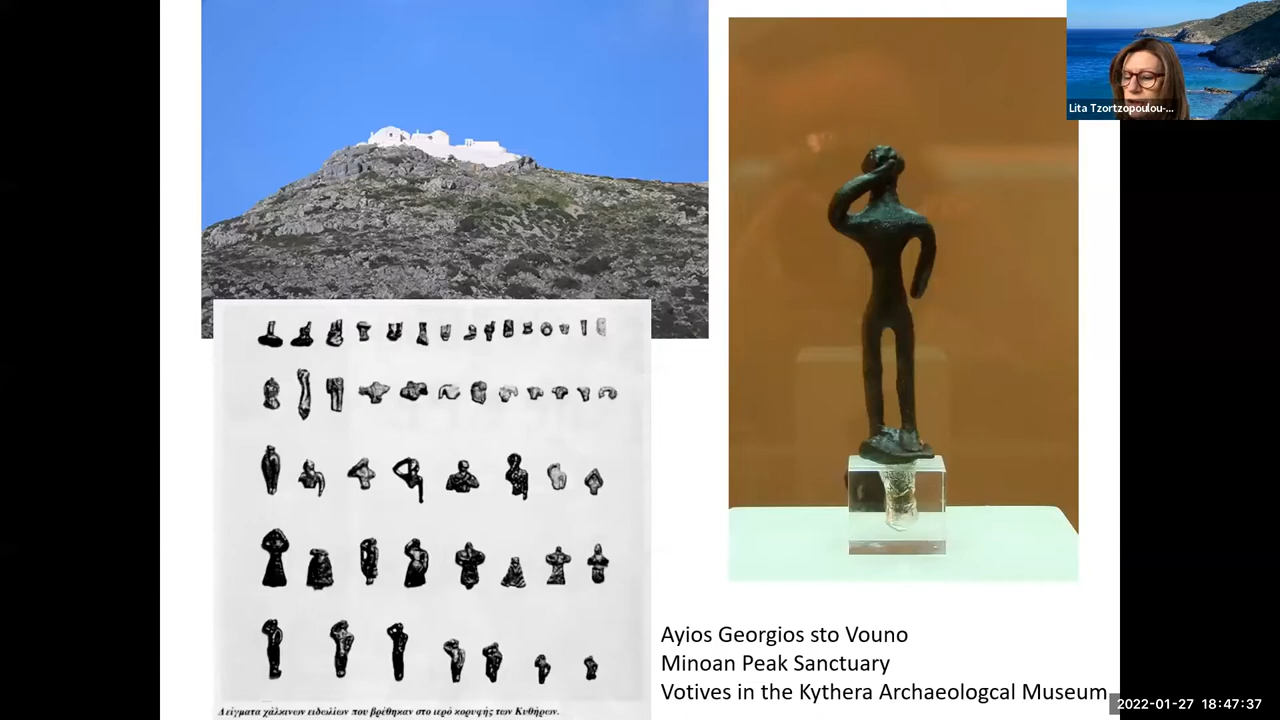 Lita Tzortzopoulou-...
Δείγματα χάλκινων ειδωλίων που βρέθηκαν στο ιερό κορυφής των Κυθήρων.
Ayios Georgios sto Vouno
Minoan Peak Sanctuary
Votives in the Kythera Archaeologcal Museum
2022-01-27 18:47:37